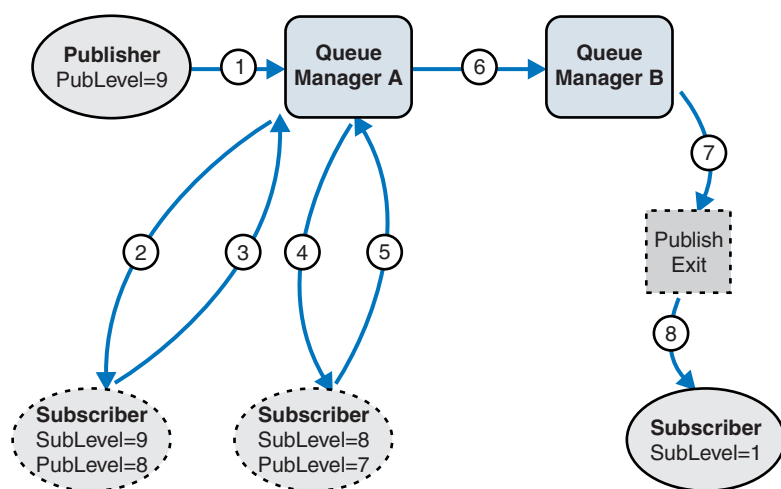 Publisher
PubLevel=9
1
Queue
Manager A
6
Queue
Manager B
7
2
3
4
5
Publish
Exit
8
Subscriber
SubLevel=9
PubLevel=8
Subscriber
SubLevel=8
PubLevel=7
Subscriber
SubLevel=1